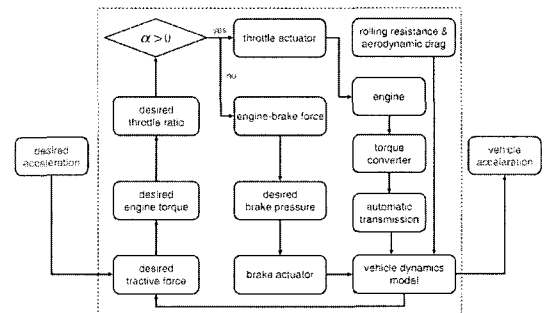 α > 0
yes
no
throttle actuator
rolling resistance &
aerodynamic drag
engine
desired
throttle ratio
engine-brake force
desired
acceleration
torque
converter
vehicle
acceleration
desired
engine torque
desired
brake pressure
automatic
transmission
desired
tractive force
brake actuator
vehicle dynamics
model